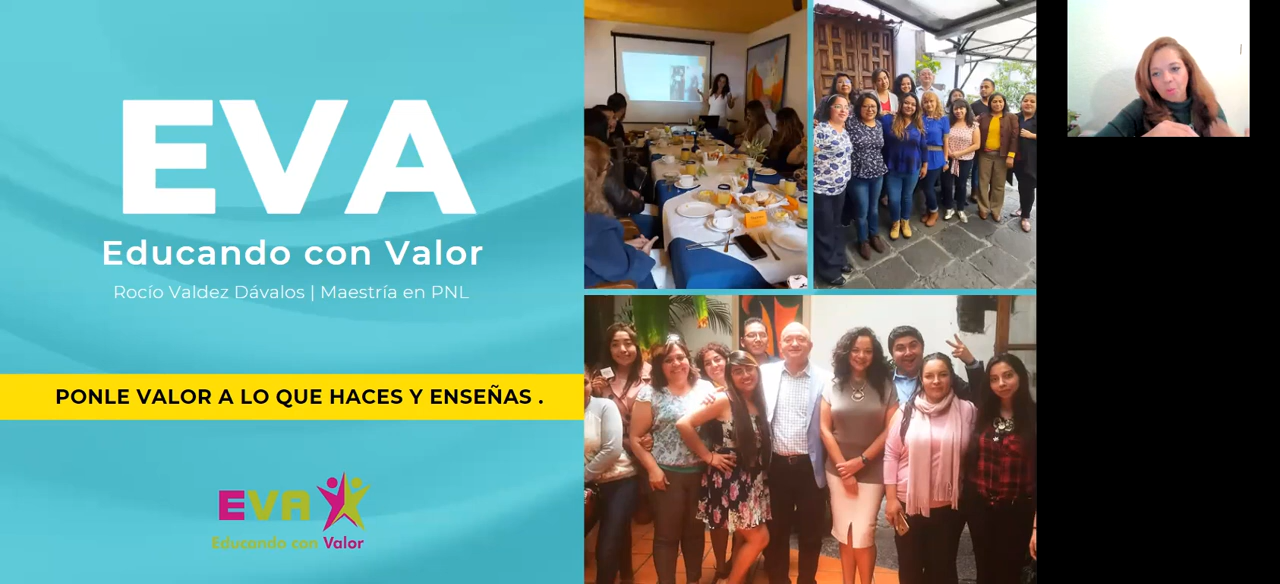 EVA
Educando con Valor
Rocío Valdez Dávalos | Maestría en PNL
PONLE VALOR A LO QUE HACES Y ENSEÑAS .
EVA
Educando con Valor